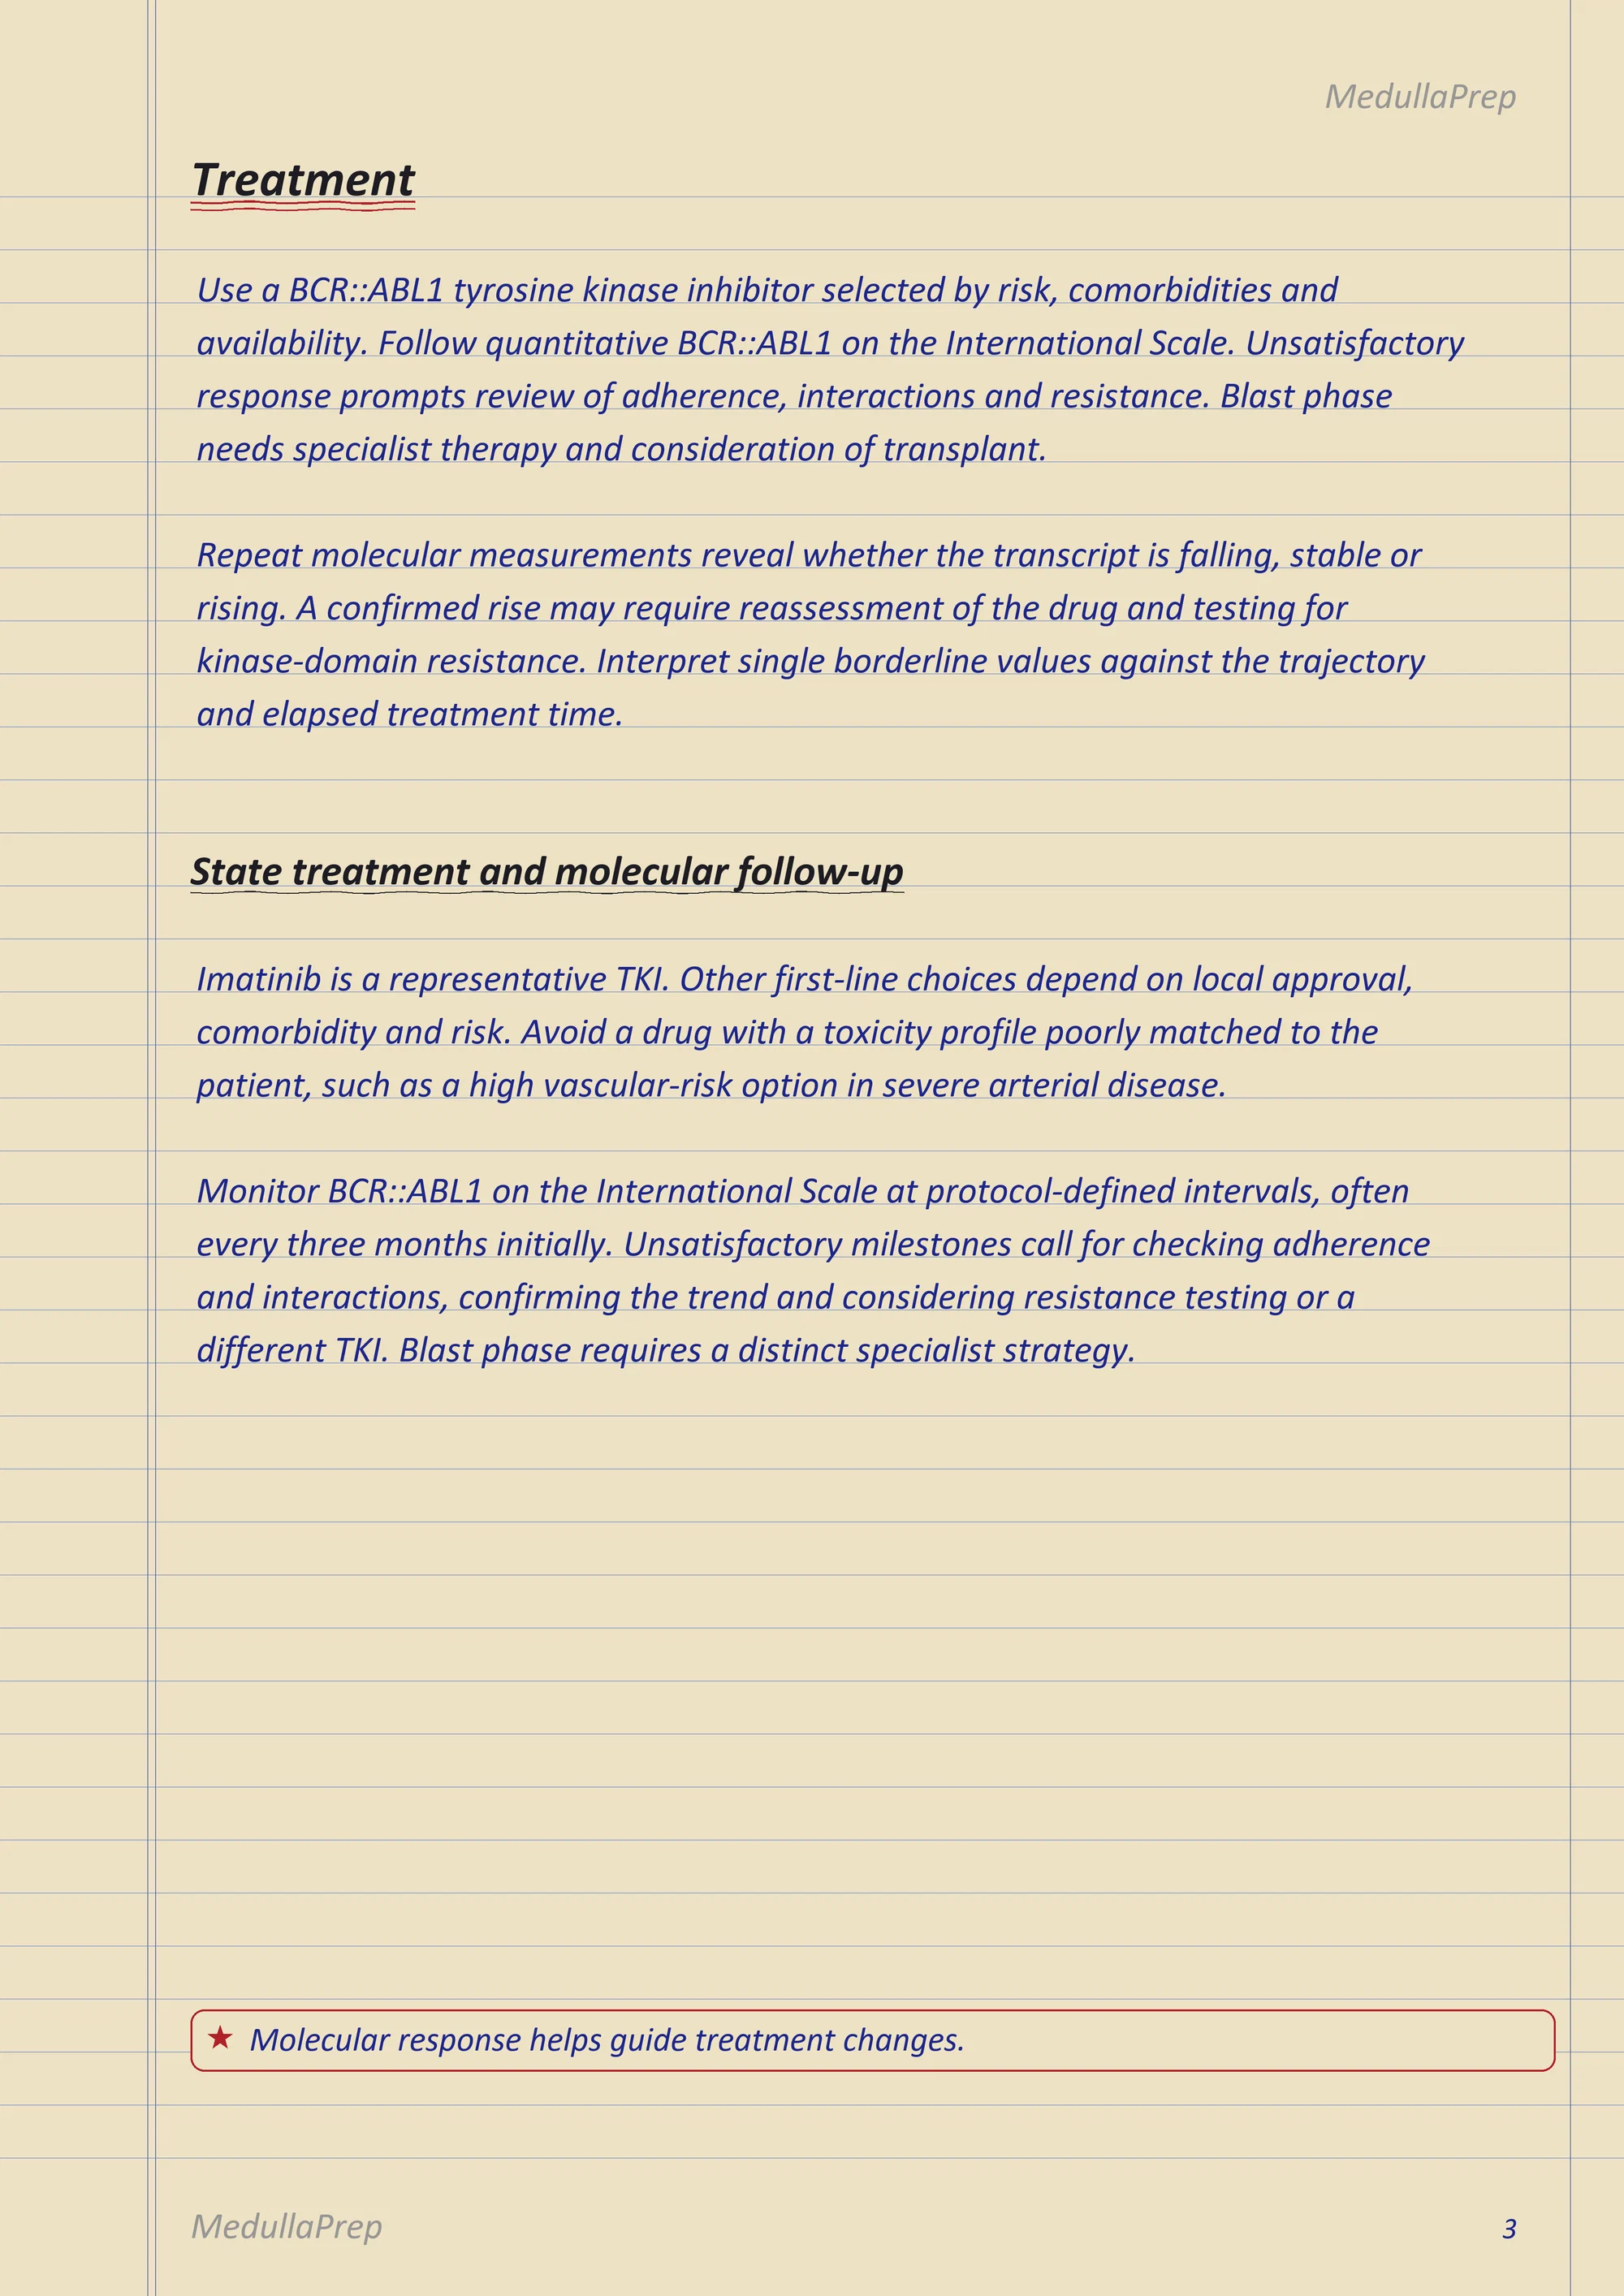 MedullaPrep
Treatment
Use a BCR::ABL1 tyrosine kinase inhibitor selected by risk, comorbidities and
availability. Follow quantitative BCR::ABL1 on the International Scale. Unsatisfactory
response prompts review of adherence, interactions and resistance. Blast phase
needs specialist therapy and consideration of transplant.
Repeat molecular measurements reveal whether the transcript is falling, stable or
rising. A confirmed rise may require reassessment of the drug and testing for
kinase-domain resistance. Interpret single borderline values against the trajectory
and elapsed treatment time.
State treatment and molecular follow-up
Imatinib is a representative TKI. Other first-line choices depend on local approval,
comorbidity and risk. Avoid a drug with a toxicity profile poorly matched to the
patient, such as a high vascular-risk option in severe arterial disease.
Monitor BCR::ABL1 on the International Scale at protocol-defined intervals, often
every three months initially. Unsatisfactory milestones call for checking adherence
and interactions, confirming the trend and considering resistance testing or a
different TKI. Blast phase requires a distinct specialist strategy.
★ Molecular response helps guide treatment changes.
MedullaPrep
3